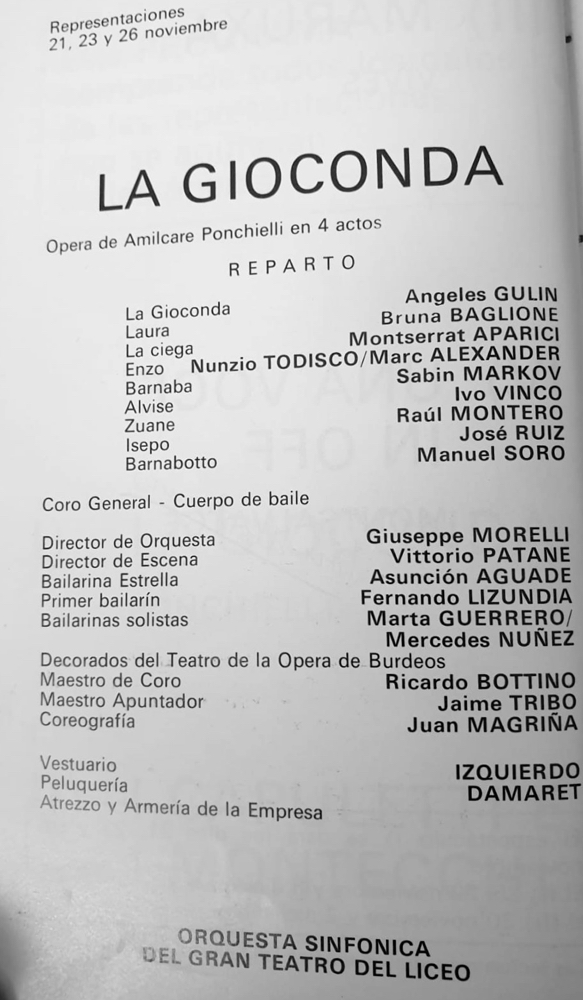 Representaciones
21, 23 y 26 noviembre
LA GIOCONDA
Opera de Amilcare Ponchielli en 4 actos
REPARTO
La Gioconda Angeles GULIN
Laura Bruna BAGLIONE
La ciega Montserrat APARICI
Enzo Nunzio TODISCO/Marc ALEXANDER
Barnaba Sabin MARKOV
Alvise Ivo VINCO
Zuane Raúl MONTERO
Isepo José RUIZ
Barnabotto Manuel SORO
Coro General - Cuerpo de baile
Director de Orquesta Giuseppe MORELLI
Director de Escena Vittorio PATANE
Bailarina Estrella Asunción AGUADE
Primer bailarín Fernando LIZUNDIA
Bailarinas solistas Marta GUERRERO/
Mercedes NUÑEZ
Decorados del Teatro de la Opera de Burdeos
Maestro de Coro Ricardo BOTTINO
Maestro Apuntador Jaime TRIBO
Coreografía Juan MAGRIÑA
Vestuario IZQUIERDO
Peluquería DAMARET
Atrezzo y Armería de la Empresa
ORQUESTA SINFONICA
DEL GRAN TEATRO DEL LICEO